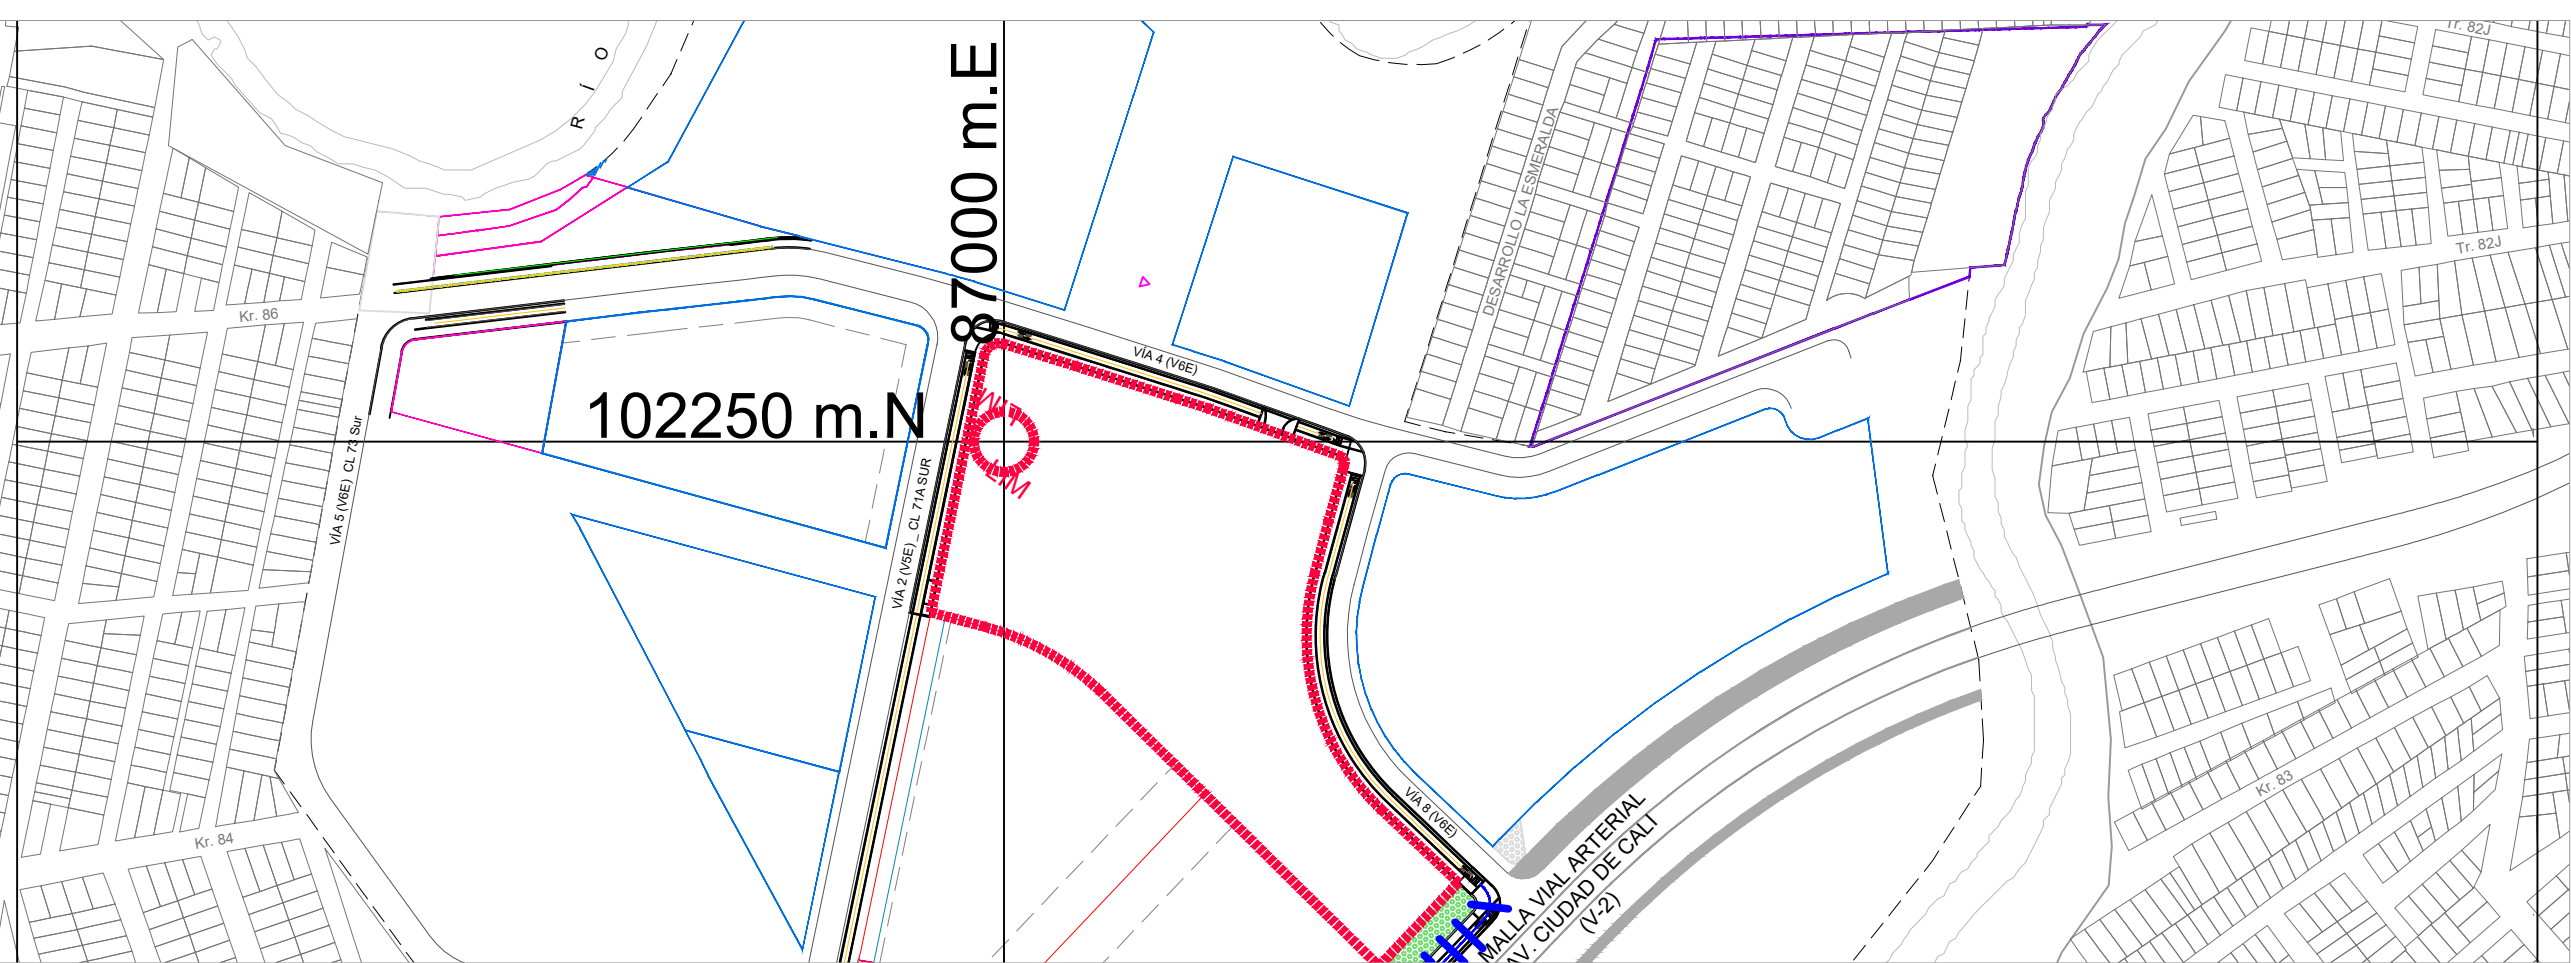 Río
87000 m.E
Tr. 82J
DESARROLLO LA ESMERALDA
Tr. 82J
Kr. 86
VÍA 4 (V6E)
102250 m.N
VÍA 5 (V6E) CL 73 Sur
VÍA 2 (V5E)_ CL 71A SUR
VÍA 8 (V6E)
Kr. 83
Kr. 84
MALLA VIAL ARTERIAL
AV. CIUDAD DE CALI
(V-2)